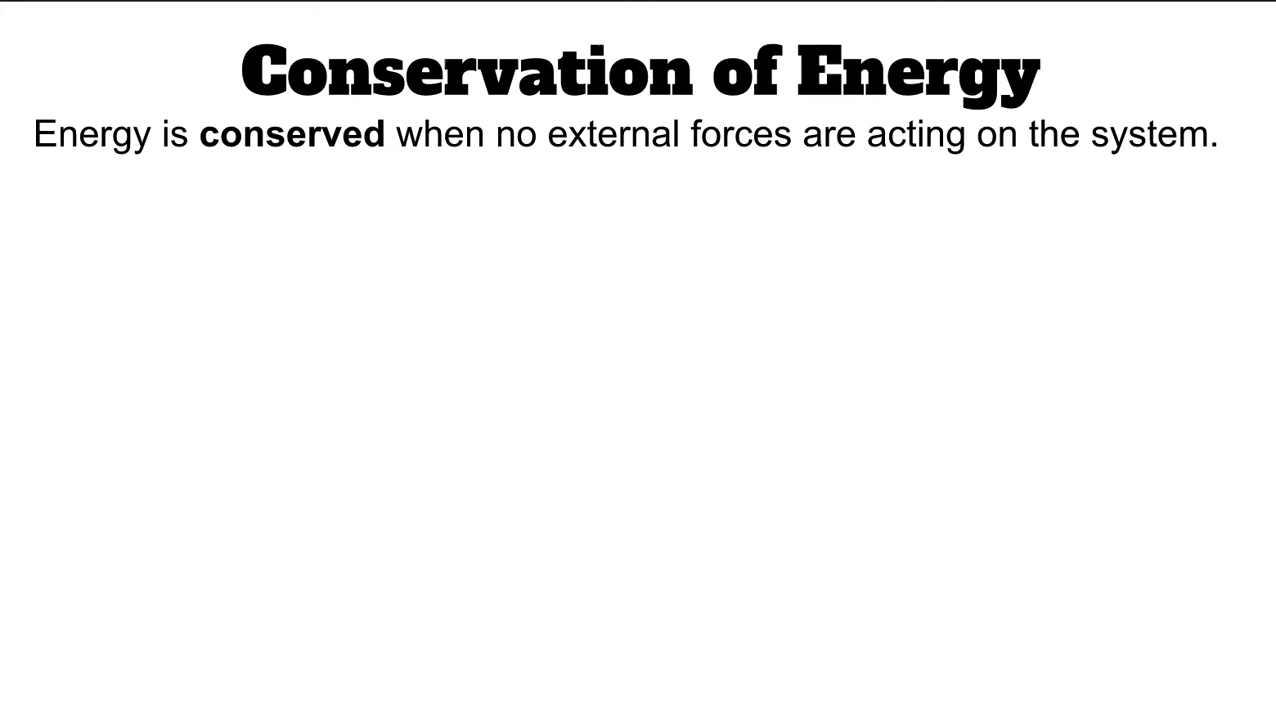 Conservation of Energy
Energy is conserved when no external forces are acting on the system.